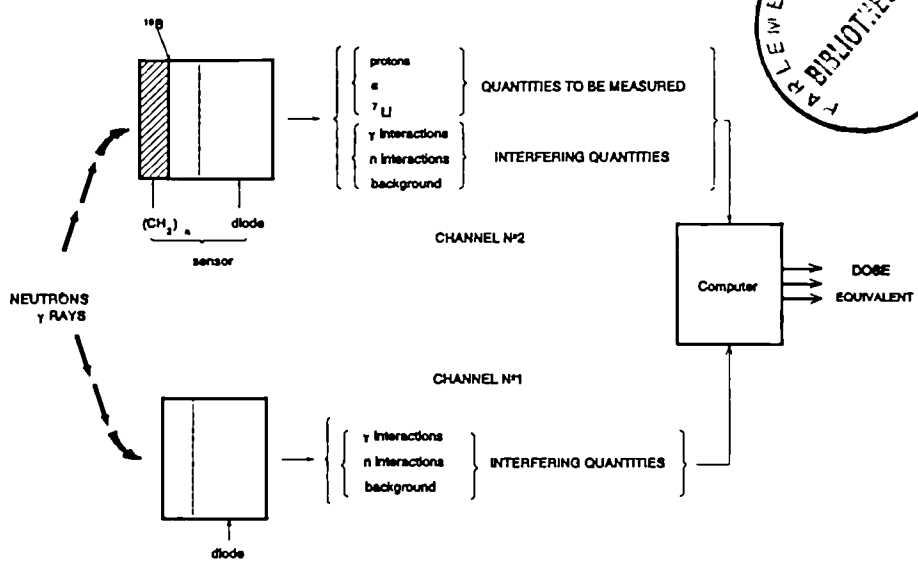 ¹⁰B
protons
α
⁷Li
QUANTITIES TO BE MEASURED
γ interactions
n interactions
background
INTERFERING QUANTITIES
(CH₂)ₙ
diode
sensor
CHANNEL N°2
NEUTRONS
γ RAYS
Computer
DOSE
EQUIVALENT
CHANNEL N°1
γ interactions
n interactions
background
INTERFERING QUANTITIES
diode